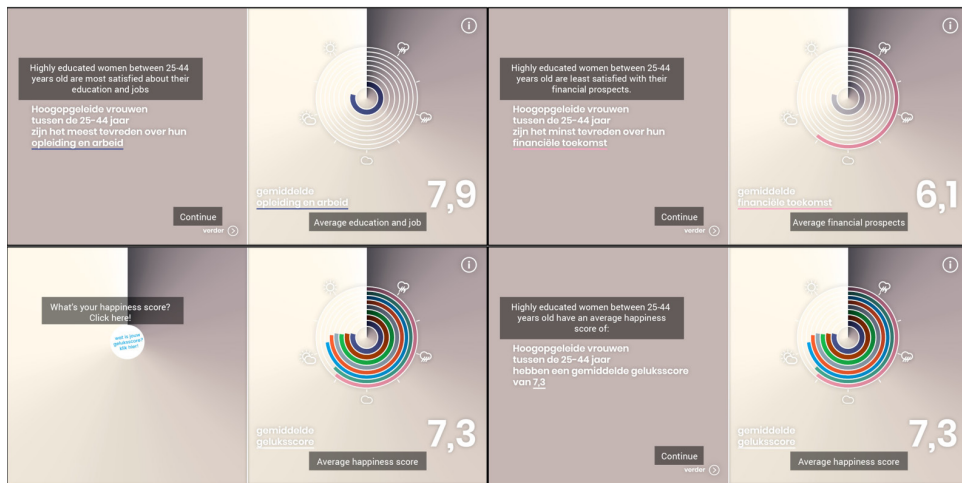 Highly educated women between 25-44
years old are most satisfied about their
education and jobs
Hoogopgeleide vrouwen
tussen de 25-44 jaar
zijn het meest tevreden over hun
opleiding en arbeid
Continue
verder
i
gemiddelde
opleiding en arbeid
7,9
Average education and job
Highly educated women between 25-44
years old are least satisfied with their
financial prospects.
Hoogopgeleide vrouwen
tussen de 25-44 jaar
zijn het minst tevreden over hun
financiële toekomst
Continue
verder
i
gemiddelde
financiële toekomst
6,1
Average financial prospects
What's your happiness score?
Click here!
wat is jouw
geluksscore?
klik hier!
i
gemiddelde
geluksscore
7,3
Average happiness score
Highly educated women between 25-44
years old have an average happiness
score of:
Hoogopgeleide vrouwen
tussen de 25-44 jaar
hebben een gemiddelde geluksscore
van 7,3
Continue
verder
i
gemiddelde
geluksscore
7,3
Average happiness score